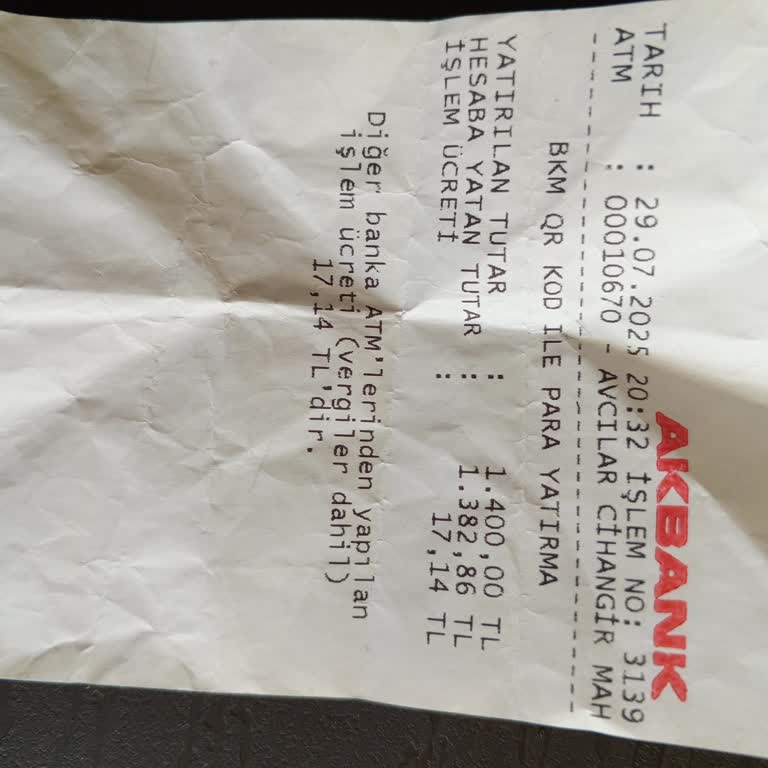 AKBANK
TARİH : 29.07.2025 20:32 İŞLEM NO: 3139
ATM : 00010670 - AVCILAR CİHANGİR MAH
----------------------------------------
BKM QR KOD İLE PARA YATIRMA
YATIRILAN TUTAR : 1.400,00 TL
HESABA YATAN TUTAR : 1.382,86 TL
İŞLEM ÜCRETİ : 17,14 TL
Diğer banka ATM'lerinden yapılan
işlem ücreti (vergiler dahil)
17,14 TL'dir.